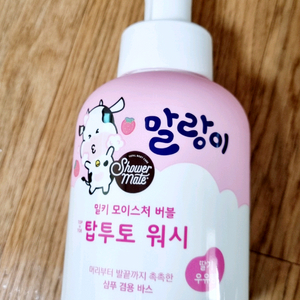 말랑이
Shower
Mate
밀키 모이스처 버블
탑투토 워시
머리부터 발끝까지 촉촉한
샴푸 겸용 바스